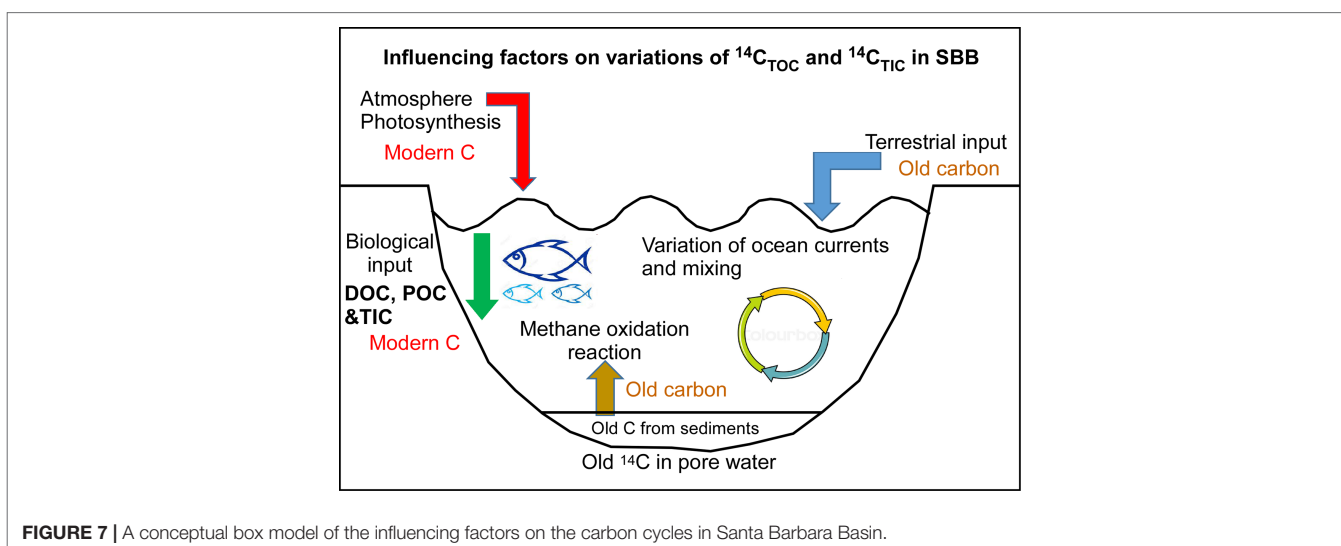 Influencing factors on variations of ¹⁴C_TOC and ¹⁴C_TIC in SBB
Atmosphere
Photosynthesis
Modern C
Terrestrial input
Old carbon
Biological
input
DOC, POC
&TIC
Modern C
Variation of ocean currents
and mixing
Methane oxidation
reaction
Old carbon
Old C from sediments
Old ¹⁴C in pore water
FIGURE 7 | A conceptual box model of the influencing factors on the carbon cycles in Santa Barbara Basin.